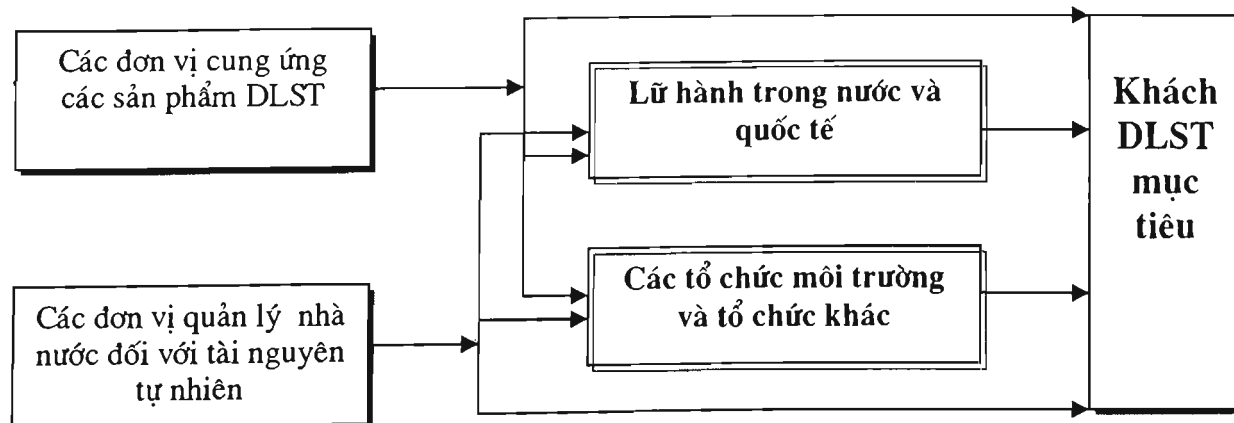 Các đơn vị cung ứng
các sản phẩm DLST
Lữ hành trong nước và
quốc tế
Khách
DLST
mục
tiêu
Các tổ chức môi trường
và tổ chức khác
Các đơn vị quản lý nhà
nước đối với tài nguyên
tự nhiên